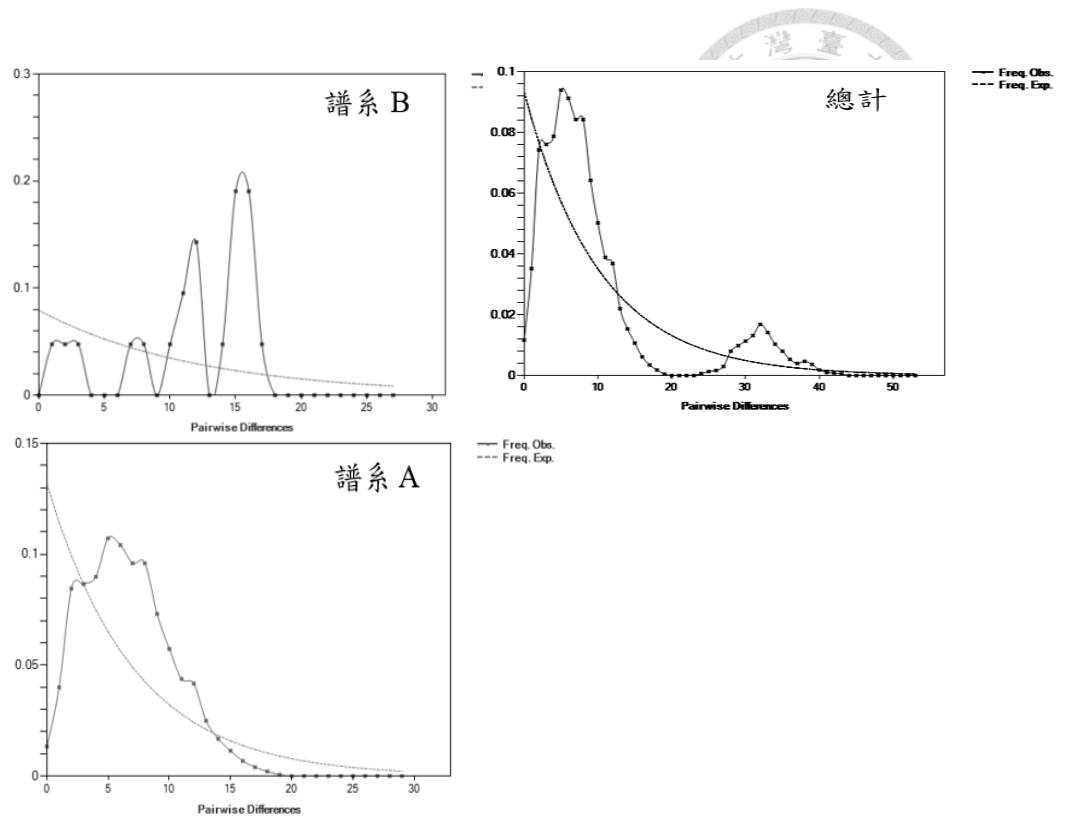 灣 臺 大
譜系 B
0.3
0.2
0.1
0
0 5 10 15 20 25 30
Pairwise Differences
總計
Freq. Obs.
Freq. Exp.
0.1
0.08
0.06
0.04
0.02
0
0 10 20 30 40 50
Pairwise Differences
譜系 A
Freq. Obs.
Freq. Exp.
0.15
0.1
0.05
0
0 5 10 15 20 25 30
Pairwise Differences